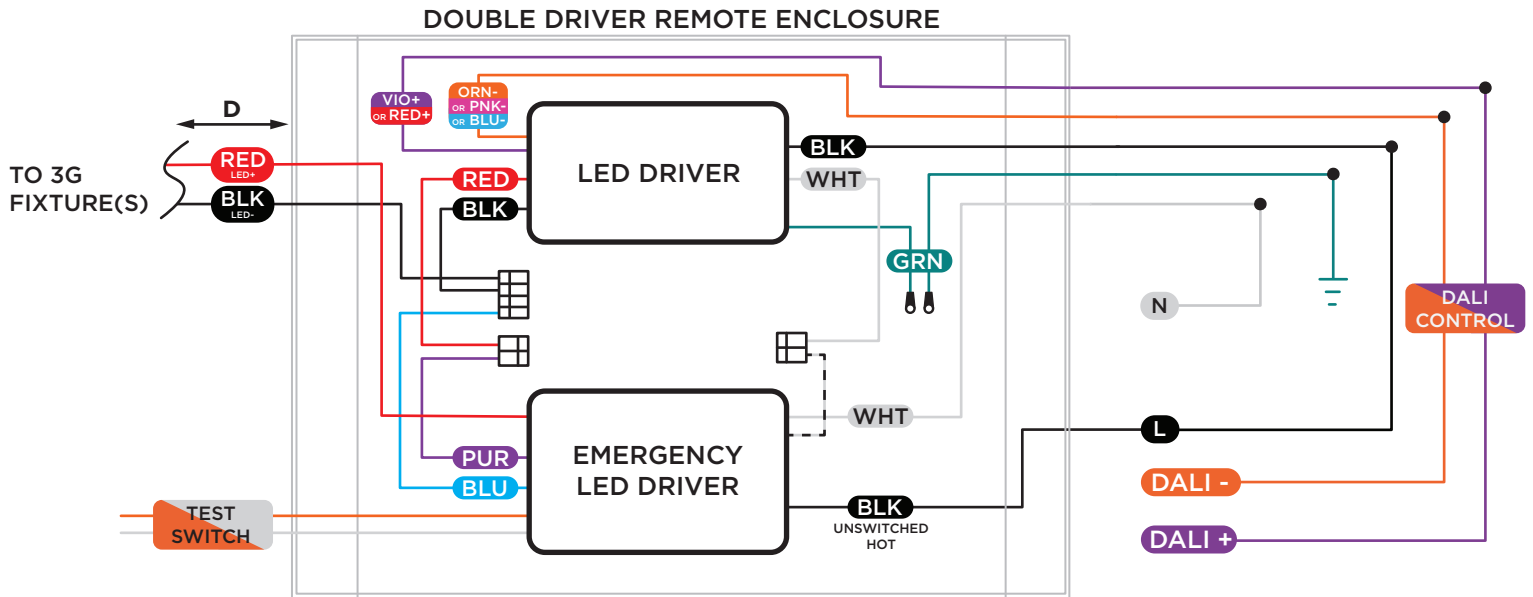 DOUBLE DRIVER REMOTE ENCLOSURE
D
TO 3G
FIXTURE(S)
RED
LED+
BLK
LED-
VIO+
OR RED+
ORN-
OR PNK-
OR BLU-
RED
BLK
LED DRIVER
BLK
WHT
GRN
N
DALI
CONTROL
WHT
L
PUR
BLU
EMERGENCY
LED DRIVER
BLK
UNSWITCHED
HOT
DALI -
DALI +
TEST
SWITCH